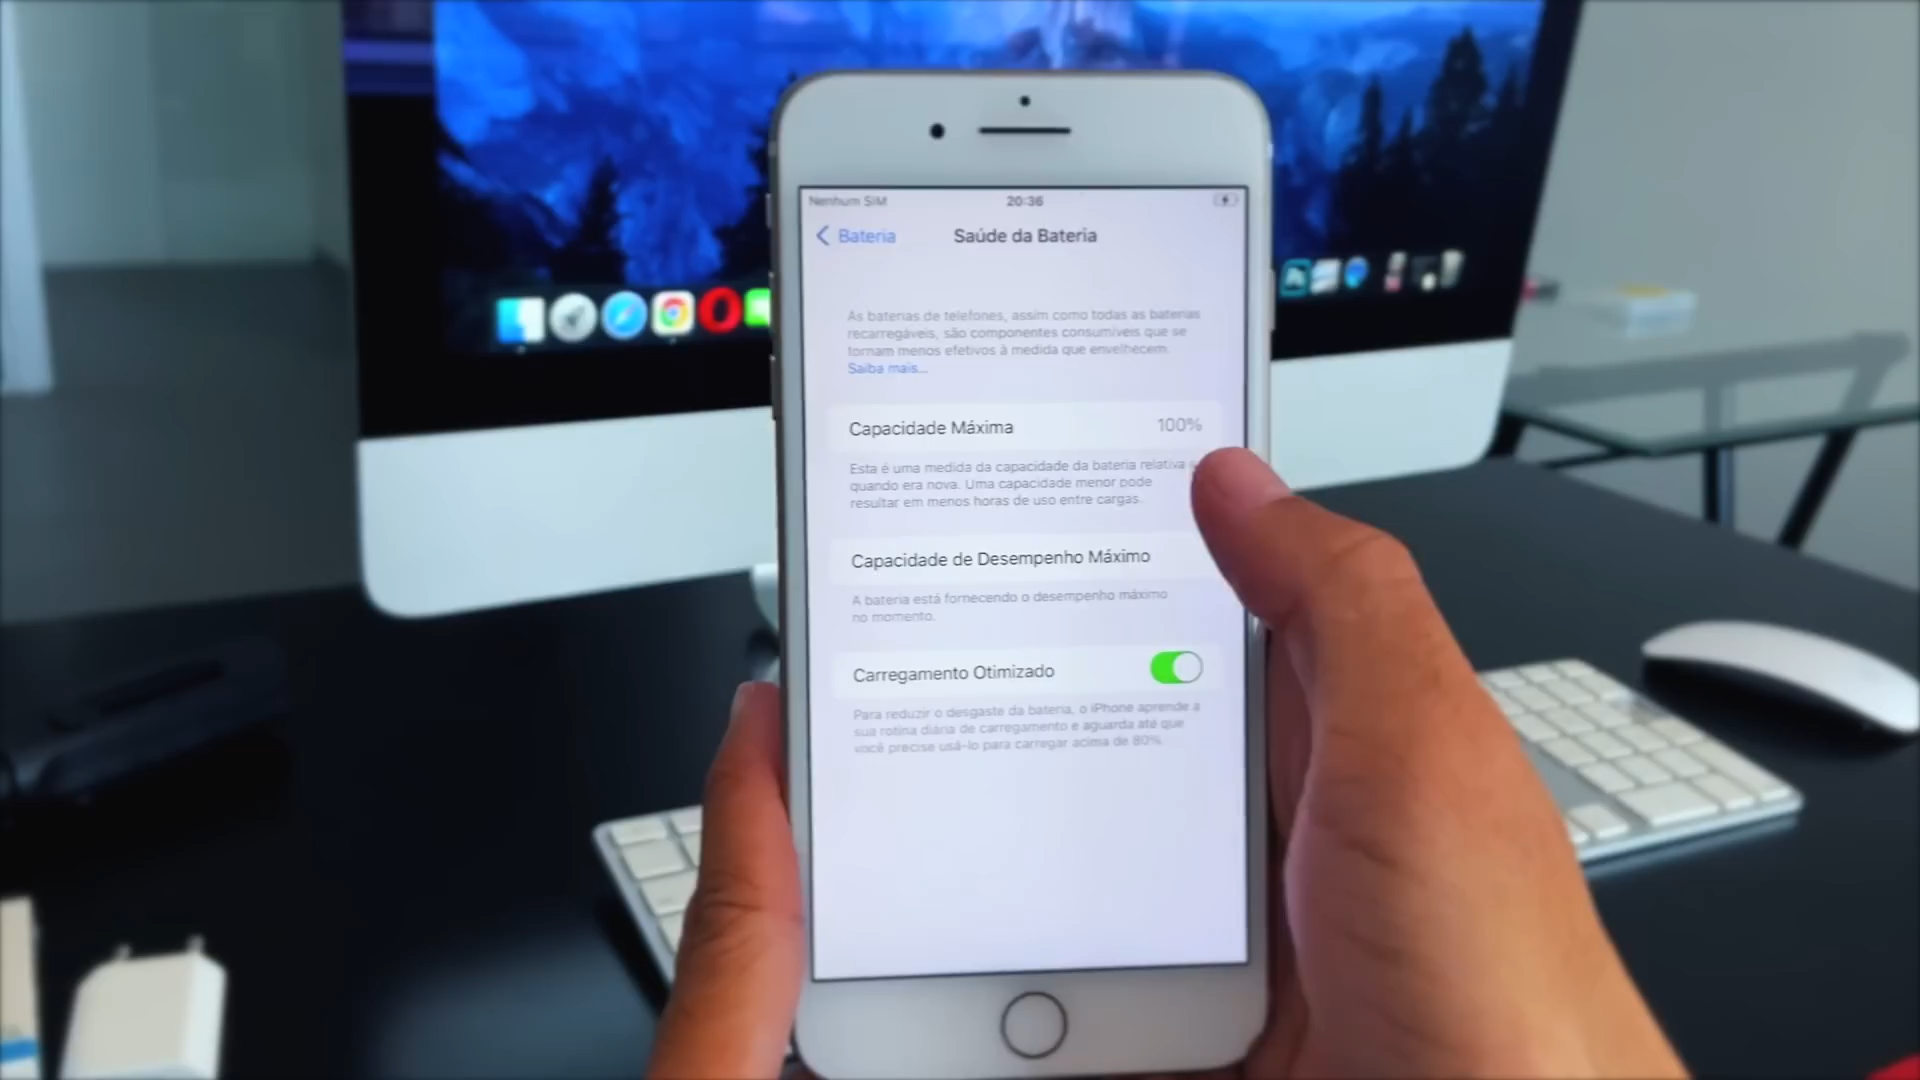 Nenhum SIM 20:36
Bateria Saúde da Bateria
As baterias de telefones, assim como todas as baterias
recarregáveis, são componentes consumíveis que se
tornam menos efetivos à medida que envelhecem.
Saiba mais...
Capacidade Máxima 100%
Esta é uma medida da capacidade da bateria relativa
quando era nova. Uma capacidade menor pode
resultar em menos horas de uso entre cargas.
Capacidade de Desempenho Máximo
A bateria está fornecendo o desempenho máximo
no momento.
Carregamento Otimizado
Para reduzir o desgaste da bateria, o iPhone aprende a
sua rotina diária de carregamento e aguarda até que
você precise usá-lo para carregar acima de 80%.